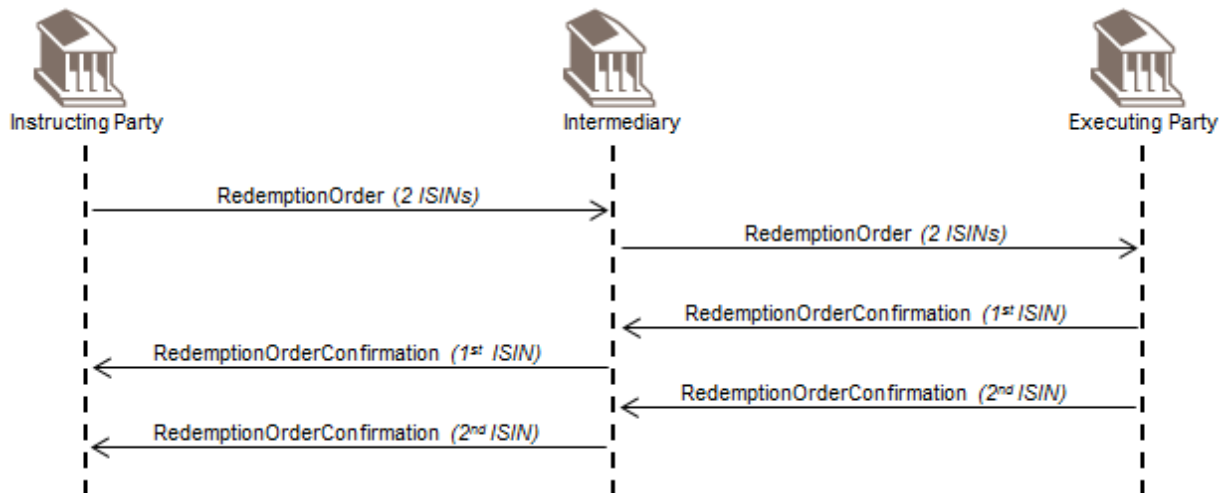 Instructing Party
Intermediary
Executing Party
RedemptionOrder (2 ISINs)
RedemptionOrder (2 ISINs)
RedemptionOrderConfirmation (1st ISIN)
RedemptionOrderConfirmation (1st ISIN)
RedemptionOrderConfirmation (2nd ISIN)
RedemptionOrderConfirmation (2nd ISIN)